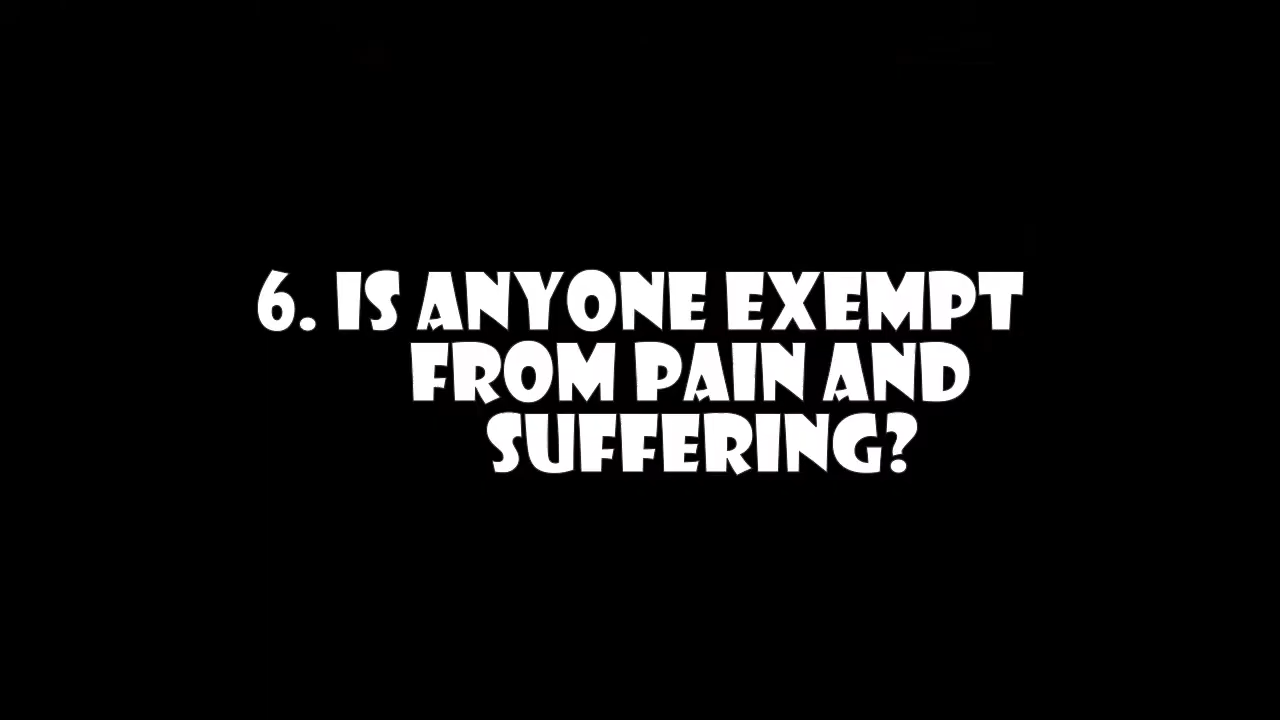 6. IS ANYONE EXEMPT
FROM PAIN AND
SUFFERING?